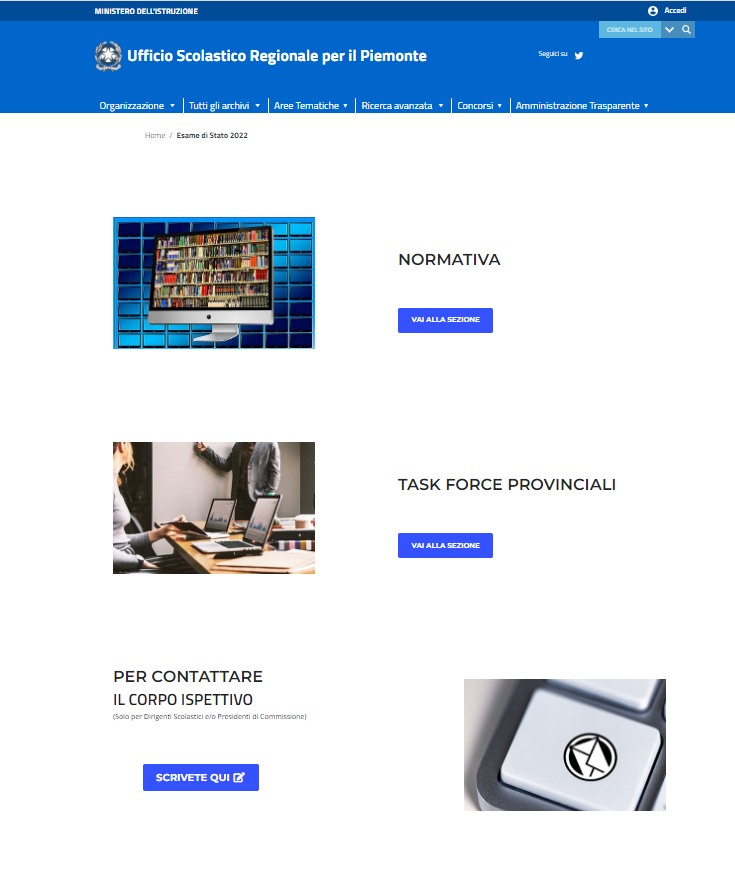 MINISTERO DELL'ISTRUZIONE
Accedi
CERCA NEL SITO
Ufficio Scolastico Regionale per il Piemonte
Seguici su
Organizzazione
Tutti gli archivi
Aree Tematiche
Ricerca avanzata
Concorsi
Amministrazione Trasparente
Home / Esame di Stato 2022
NORMATIVA
VAI ALLA SEZIONE
TASK FORCE PROVINCIALI
VAI ALLA SEZIONE
PER CONTATTARE
IL CORPO ISPETTIVO
(Solo per Dirigenti Scolastici e/o Presidenti di Commissione)
SCRIVETE QUI